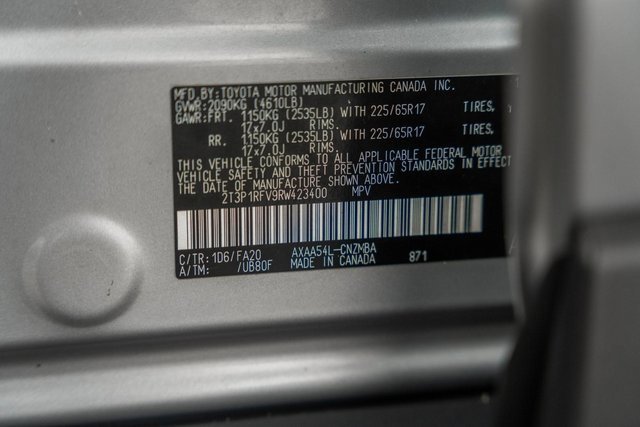 MFD.BY:TOYOTA MOTOR MANUFACTURING CANADA INC.
GVWR:2090KG (4610LB)
GAWR:FRT. 1150KG (2535LB) WITH 225/65R17 TIRES,
17x7.0J RIMS,
RR. 1150KG (2535LB) WITH 225/65R17 TIRES,
17x7.0J RIMS,
THIS VEHICLE CONFORMS TO ALL APPLICABLE FEDERAL MOTOR
VEHICLE SAFETY AND THEFT PREVENTION STANDARDS IN EFFECT
THE DATE OF MANUFACTURE SHOWN ABOVE.
2T3P1RFV9RW423400 MPV
C/TR: 1D6/FA20 AXAA54L-CNZMBA
A/TM: /UB80F MADE IN CANADA 871